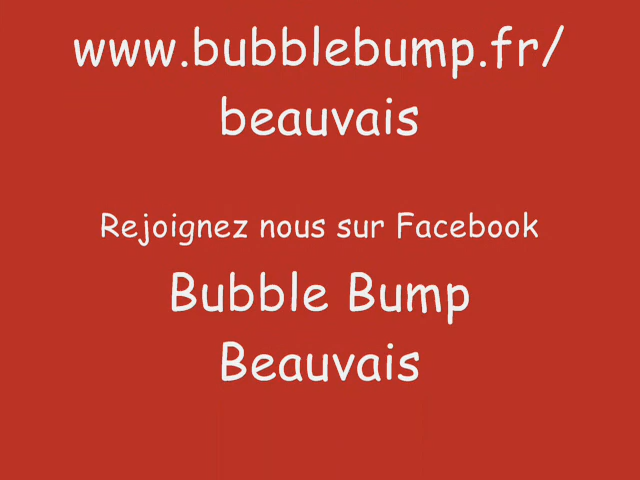 www.bubblebump.fr/
beauvais
Rejoignez nous sur Facebook
Bubble Bump
Beauvais